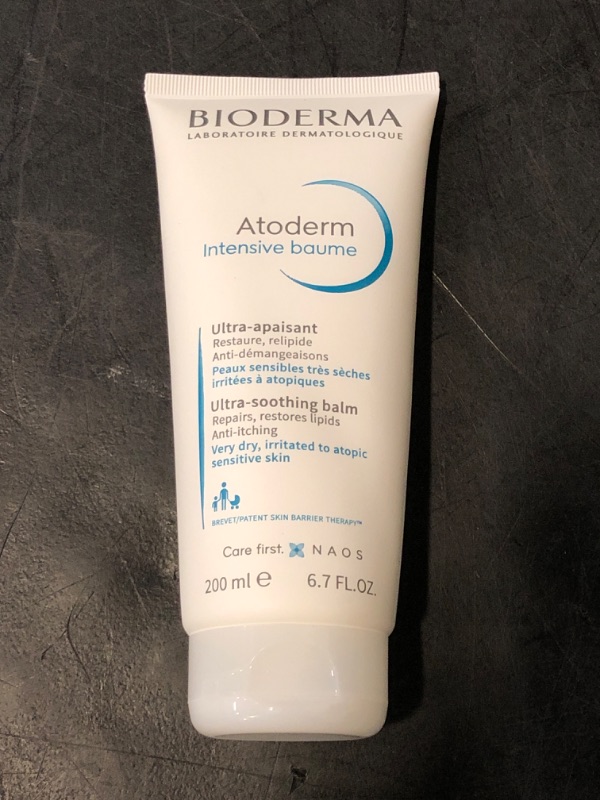 BIODERMA
LABORATOIRE DERMATOLOGIQUE
Atoderm
Intensive baume
Ultra-apaisant
Restaure, relipide
Anti-démangeaisons
Peaux sensibles très sèches
irritées à atopiques
Ultra-soothing balm
Repairs, restores lipids
Anti-itching
Very dry, irritated to atopic
sensitive skin
BREVET/PATENT SKIN BARRIER THERAPY™
Care first. NAOS
200 ml e 6.7 FL.OZ.